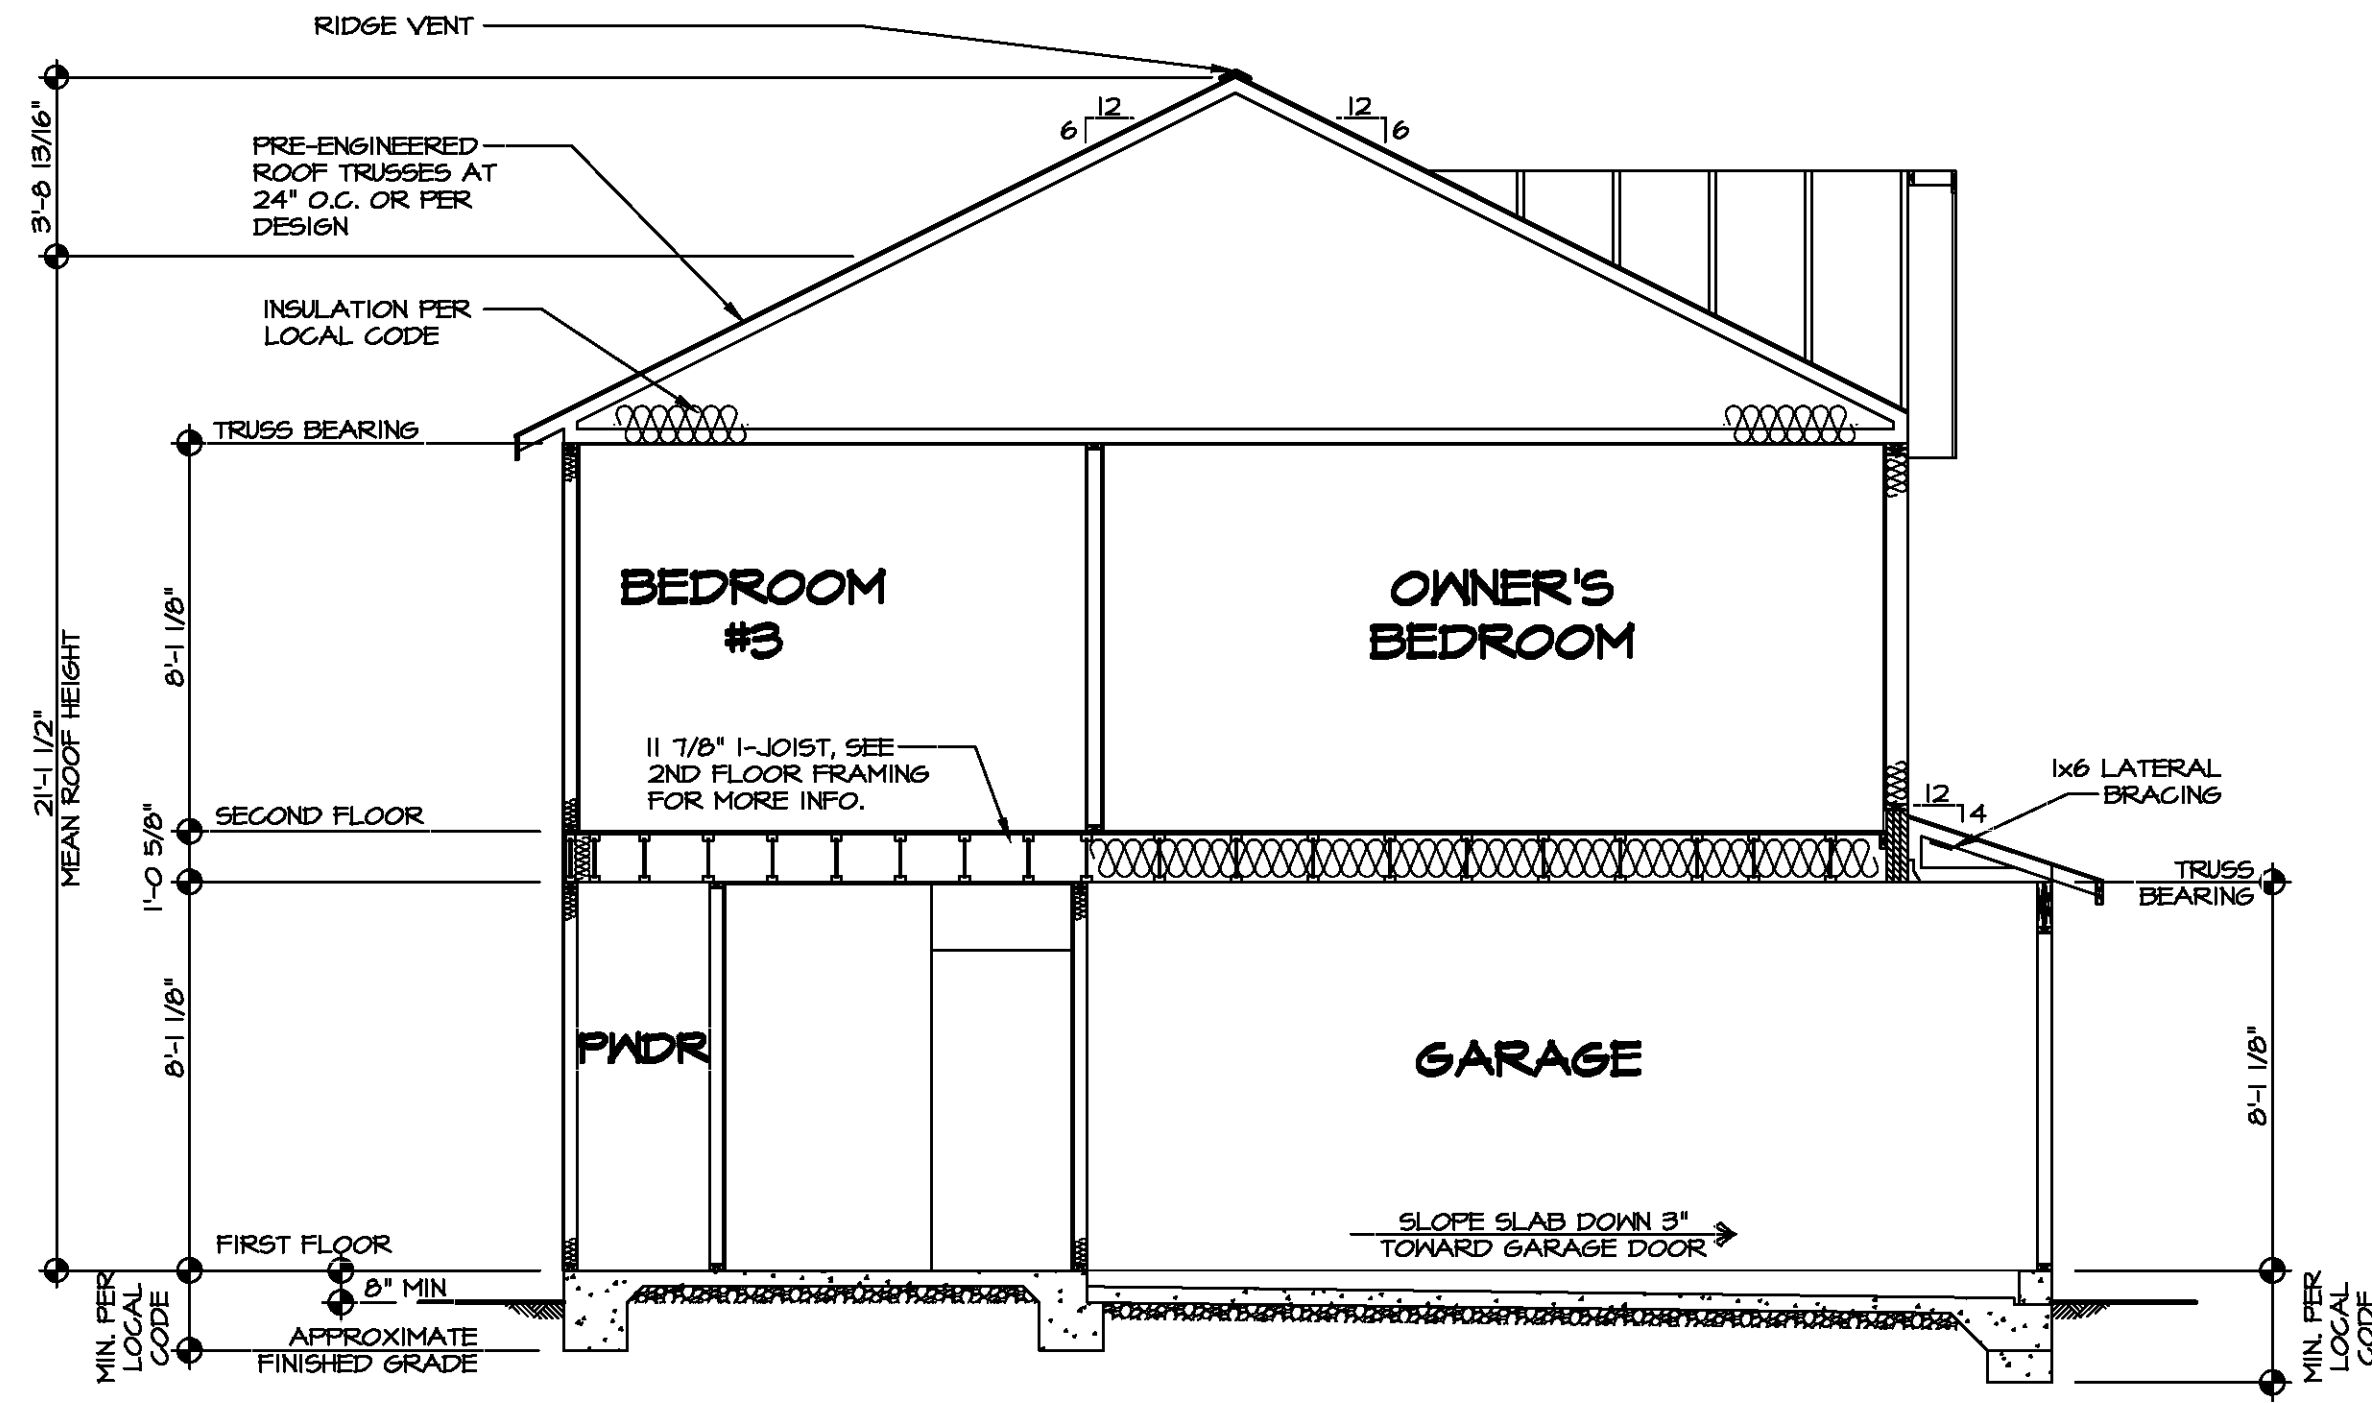 RIDGE VENT
12
6
12
6
3'-8 13/16"
PRE-ENGINEERED
ROOF TRUSSES AT
24" O.C. OR PER
DESIGN
INSULATION PER
LOCAL CODE
TRUSS BEARING
BEDROOM
#3
OWNER'S
BEDROOM
8'-1 1/8"
21'-1 1/2"
MEAN ROOF HEIGHT
11 7/8" I-JOIST, SEE
2ND FLOOR FRAMING
FOR MORE INFO.
1x6 LATERAL
BRACING
12
4
SECOND FLOOR
1'-0 5/8"
TRUSS
BEARING
8'-1 1/8"
PWDR
GARAGE
8'-1 1/8"
SLOPE SLAB DOWN 3"
TOWARD GARAGE DOOR
FIRST FLOOR
8" MIN
MIN. PER
LOCAL
CODE
APPROXIMATE
FINISHED GRADE
MIN. PER
LOCAL
CODE